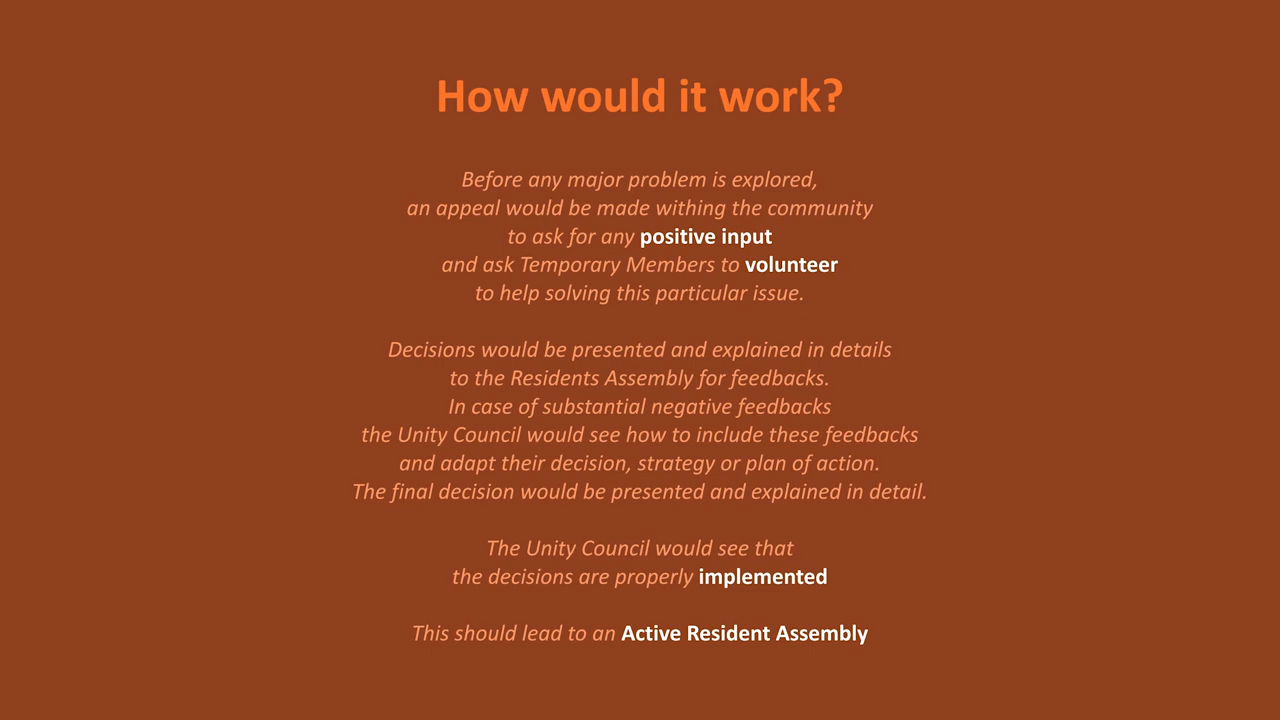 How would it work?
Before any major problem is explored,
an appeal would be made withing the community
to ask for any positive input
and ask Temporary Members to volunteer
to help solving this particular issue.
Decisions would be presented and explained in details
to the Residents Assembly for feedbacks.
In case of substantial negative feedbacks
the Unity Council would see how to include these feedbacks
and adapt their decision, strategy or plan of action.
The final decision would be presented and explained in detail.
The Unity Council would see that
the decisions are properly implemented
This should lead to an Active Resident Assembly